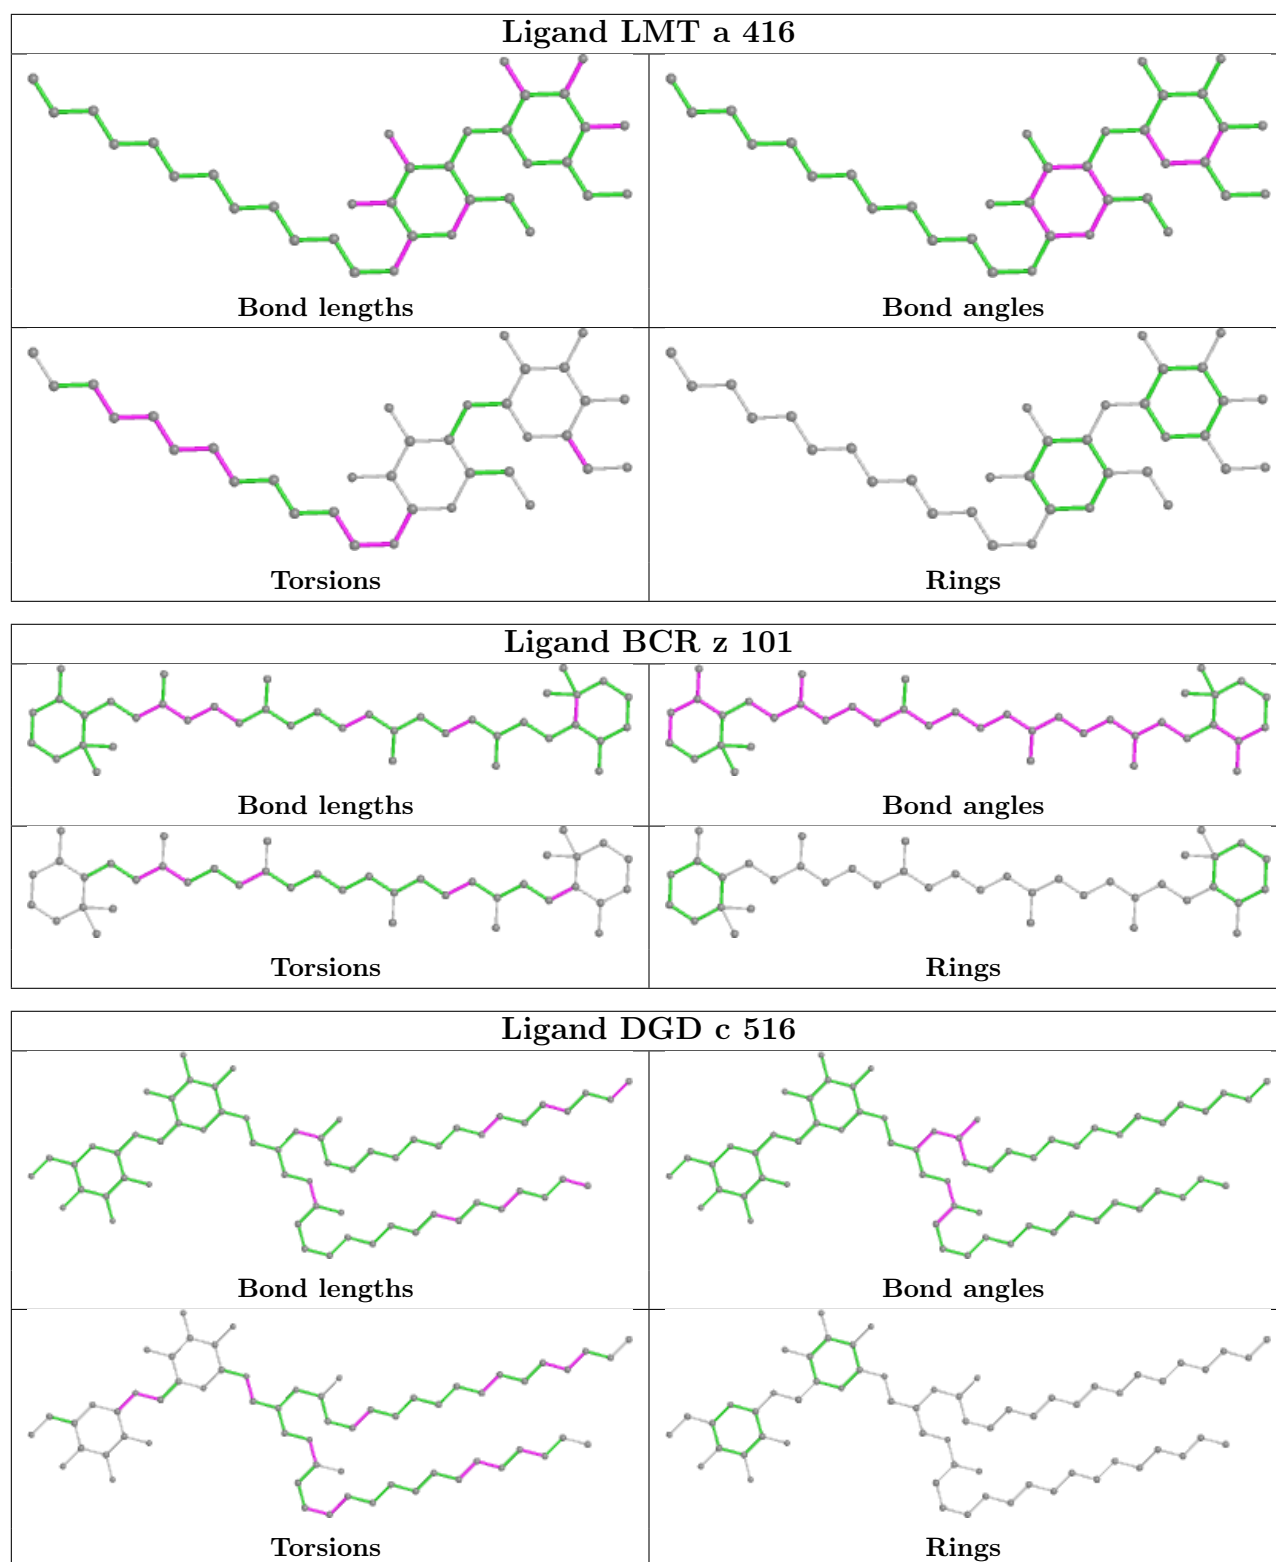 Ligand LMT a 416
Bond lengths
Bond angles
Torsions
Rings
Ligand BCR z 101
Bond lengths
Bond angles
Torsions
Rings
Ligand DGD c 516
Bond lengths
Bond angles
Torsions
Rings